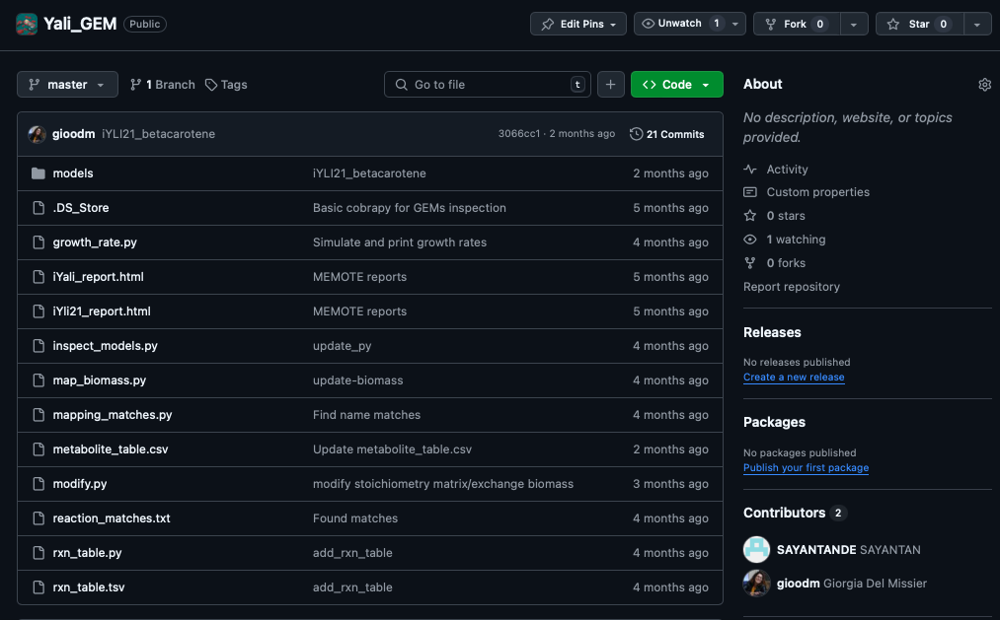 Yali_GEM Public
Edit Pins
Unwatch 1
Fork 0
Star 0
master
1 Branch
Tags
Go to file t
Code
gioodm iYLI21_betacarotene 3066cc1 · 2 months ago 21 Commits
models iYLI21_betacarotene 2 months ago
.DS_Store Basic cobrapy for GEMs inspection 5 months ago
growth_rate.py Simulate and print growth rates 4 months ago
iYali_report.html MEMOTE reports 5 months ago
iYli21_report.html MEMOTE reports 5 months ago
inspect_models.py update_py 4 months ago
map_biomass.py update-biomass 4 months ago
mapping_matches.py Find name matches 4 months ago
metabolite_table.csv Update metabolite_table.csv 2 months ago
modify.py modify stoichiometry matrix/exchange biomass 3 months ago
reaction_matches.txt Found matches 4 months ago
rxn_table.py add_rxn_table 4 months ago
rxn_table.tsv add_rxn_table 4 months ago
About
No description, website, or topics
provided.
Activity
Custom properties
0 stars
1 watching
0 forks
Report repository
Releases
No releases published
Create a new release
Packages
No packages published
Publish your first package
Contributors 2
SAYANTANDE SAYANTAN
gioodm Giorgia Del Missier